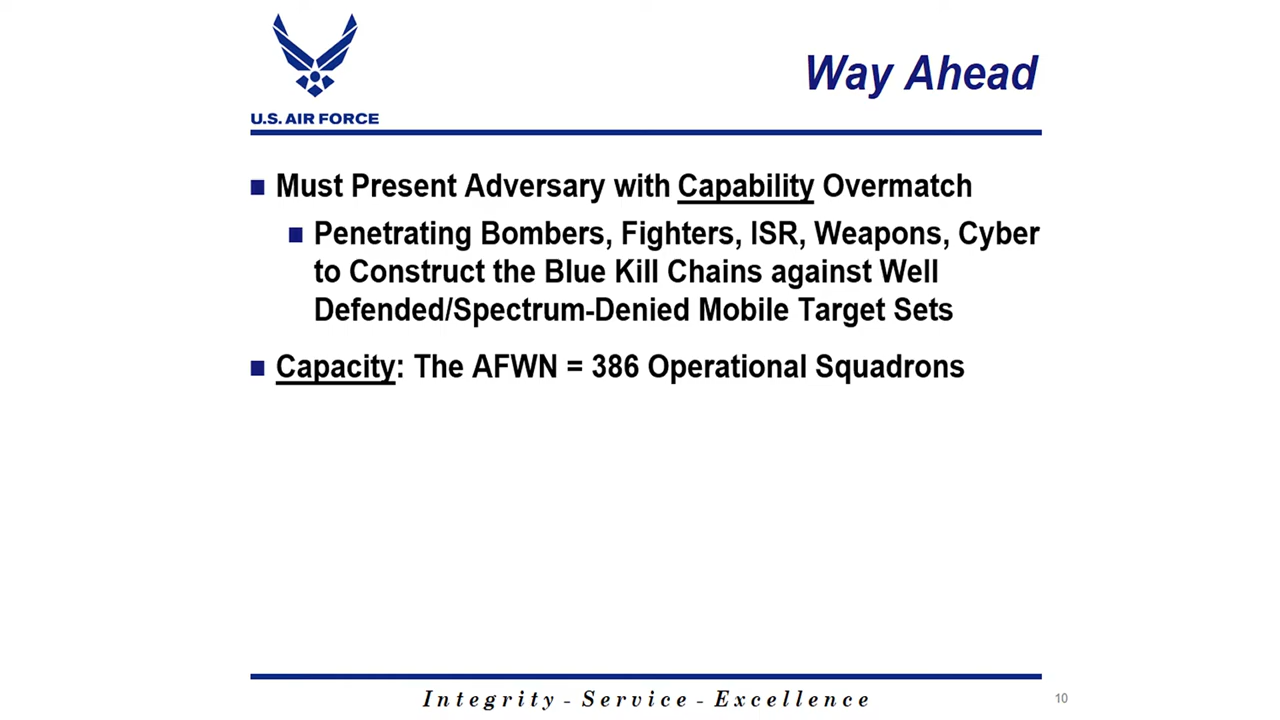 U.S. AIR FORCE
Way Ahead
Must Present Adversary with Capability Overmatch
Penetrating Bombers, Fighters, ISR, Weapons, Cyber
to Construct the Blue Kill Chains against Well
Defended/Spectrum-Denied Mobile Target Sets
Capacity: The AFWN = 386 Operational Squadrons
Integrity - Service - Excellence
10